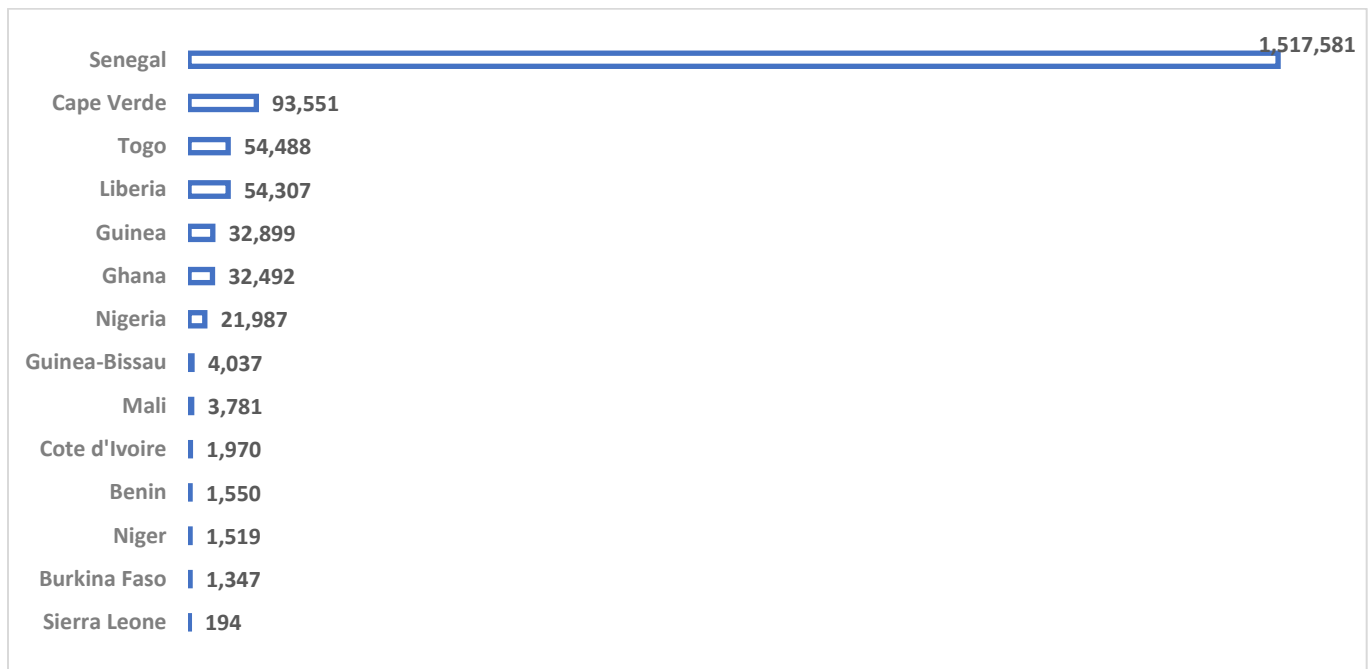 Senegal 1,517,581
Cape Verde 93,551
Togo 54,488
Liberia 54,307
Guinea 32,899
Ghana 32,492
Nigeria 21,987
Guinea-Bissau 4,037
Mali 3,781
Cote d'Ivoire 1,970
Benin 1,550
Niger 1,519
Burkina Faso 1,347
Sierra Leone 194